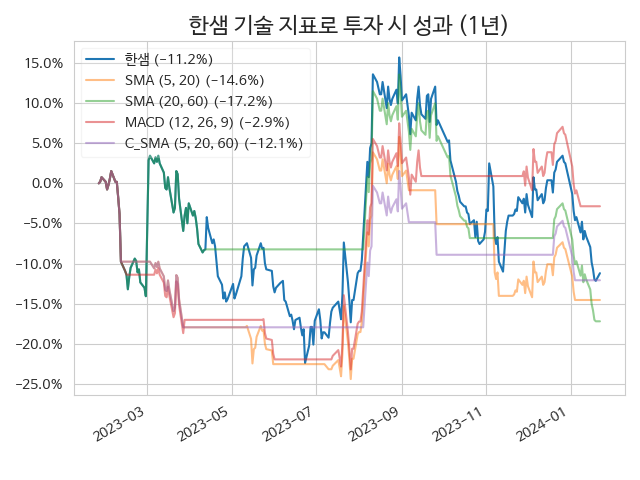 한샘 기술 지표로 투자 시 성과 (1년)
한샘 (−11.2%)
SMA (5, 20) (−14.6%)
SMA (20, 60) (−17.2%)
MACD (12, 26, 9) (−2.9%)
C_SMA (5, 20, 60) (−12.1%)
15.0%
10.0%
5.0%
0.0%
−5.0%
−10.0%
−15.0%
−20.0%
−25.0%
2023−03
2023−05
2023−07
2023−09
2023−11
2024−01